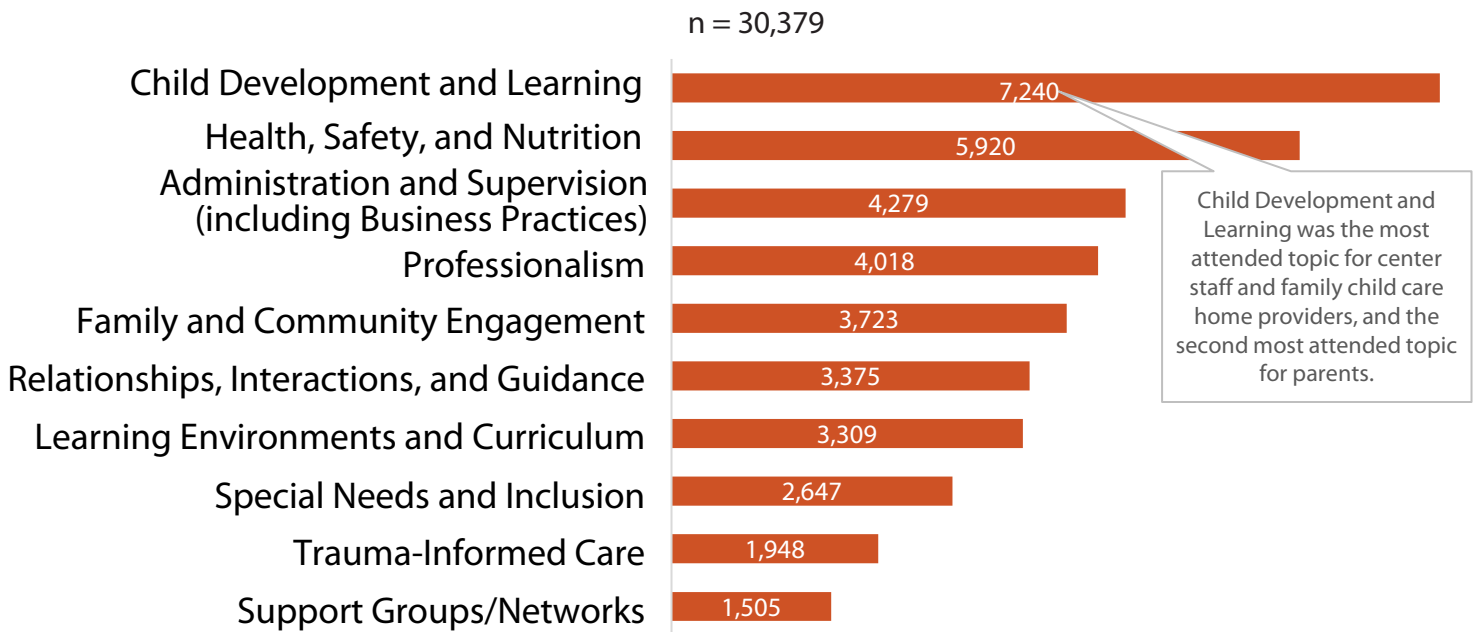 n = 30,379
Child Development and Learning
7,240
Health, Safety, and Nutrition
5,920
Administration and Supervision
(including Business Practices)
4,279
Professionalism
4,018
Family and Community Engagement
3,723
Relationships, Interactions, and Guidance
3,375
Learning Environments and Curriculum
3,309
Special Needs and Inclusion
2,647
Trauma-Informed Care
1,948
Support Groups/Networks
1,505
Child Development and
Learning was the most
attended topic for center
staff and family child care
home providers, and the
second most attended topic
for parents.